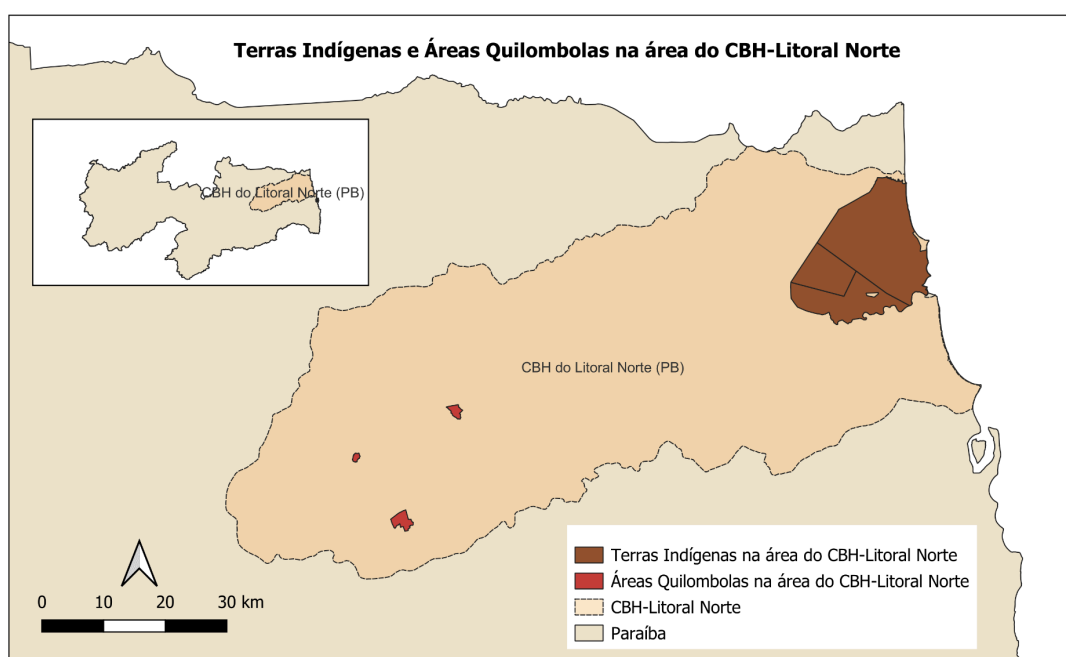 Terras Indígenas e Áreas Quilombolas na área do CBH-Litoral Norte
CBH do Litoral Norte (PB)
CBH do Litoral Norte (PB)
0 10 20 30 km
Terras Indígenas na área do CBH-Litoral Norte
Áreas Quilombolas na área do CBH-Litoral Norte
CBH-Litoral Norte
Paraíba